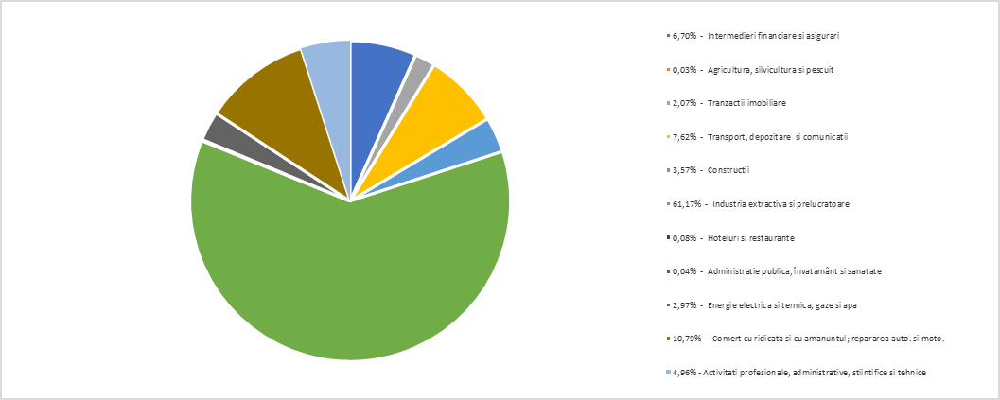 6,70% - Intermedieri financiare si asigurari
0,03% - Agricultura, silvicultura si pescuit
2,07% - Tranzactii imobiliare
7,62% - Transport, depozitare si comunicatii
3,57% - Constructii
61,17% - Industria extractiva si prelucratoare
0,08% - Hoteluri si restaurante
0,04% - Administratie publica, învatamânt si sanatate
2,97% - Energie electrica si termica, gaze si apa
10,79% - Comert cu ridicata si cu amanuntul; repararea auto. si moto.
4,96% - Activitati profesionale, administrative, stiintifice si tehnice